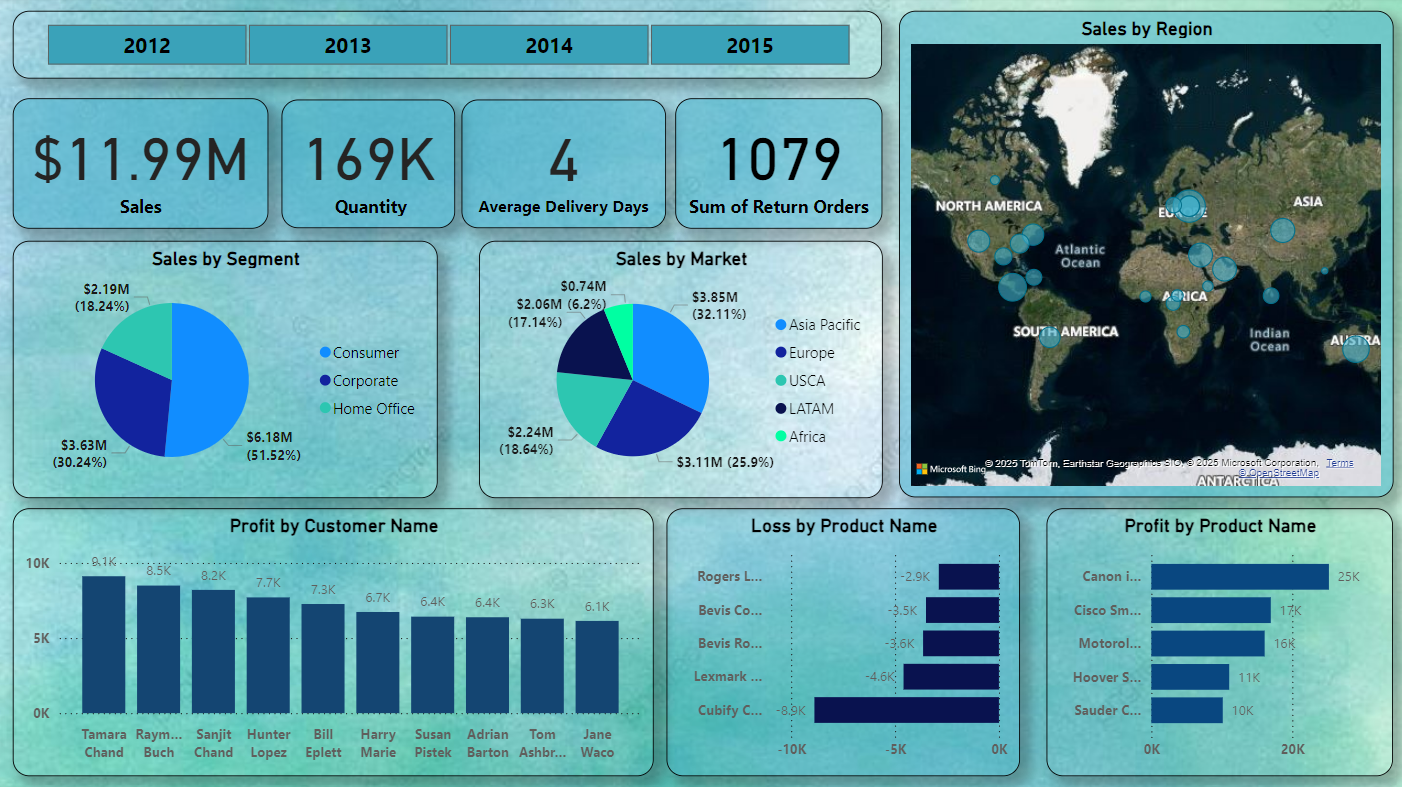 2012
2013
2014
2015
$11.99M
Sales
169K
Quantity
4
Average Delivery Days
1079
Sum of Return Orders
Sales by Region
NORTH AMERICA
EUROPE
ASIA
Atlantic
Ocean
AFRICA
SOUTH AMERICA
Indian
Ocean
AUSTRA
ANTARCTICA
Microsoft Bing
© 2025 TomTom, Earthstar Geographics SIO, © 2025 Microsoft Corporation, Terms
© OpenStreetMap
Sales by Segment
$2.19M
(18.24%)
$3.63M
(30.24%)
$6.18M
(51.52%)
Consumer
Corporate
Home Office
Sales by Market
$0.74M
(6.2%)
$2.06M
(17.14%)
$2.24M
(18.64%)
$3.85M
(32.11%)
$3.11M (25.9%)
Asia Pacific
Europe
USCA
LATAM
Africa
Profit by Customer Name
10K
5K
0K
9.1K
8.5K
8.2K
7.7K
7.3K
6.7K
6.4K
6.4K
6.3K
6.1K
Tamara
Chand
Raym...
Buch
Sanjit
Chand
Hunter
Lopez
Bill
Eplett
Harry
Marie
Susan
Pistek
Adrian
Barton
Tom
Ashbr...
Jane
Waco
Loss by Product Name
Rogers L...
-2.9K
Bevis Co...
-3.5K
Bevis Ro...
-3.6K
Lexmark ...
-4.6K
Cubify C...
-8.9K
-10K
-5K
0K
Profit by Product Name
Canon i...
25K
Cisco Sm...
17K
Motorol...
16K
Hoover S...
11K
Sauder C...
10K
0K
20K